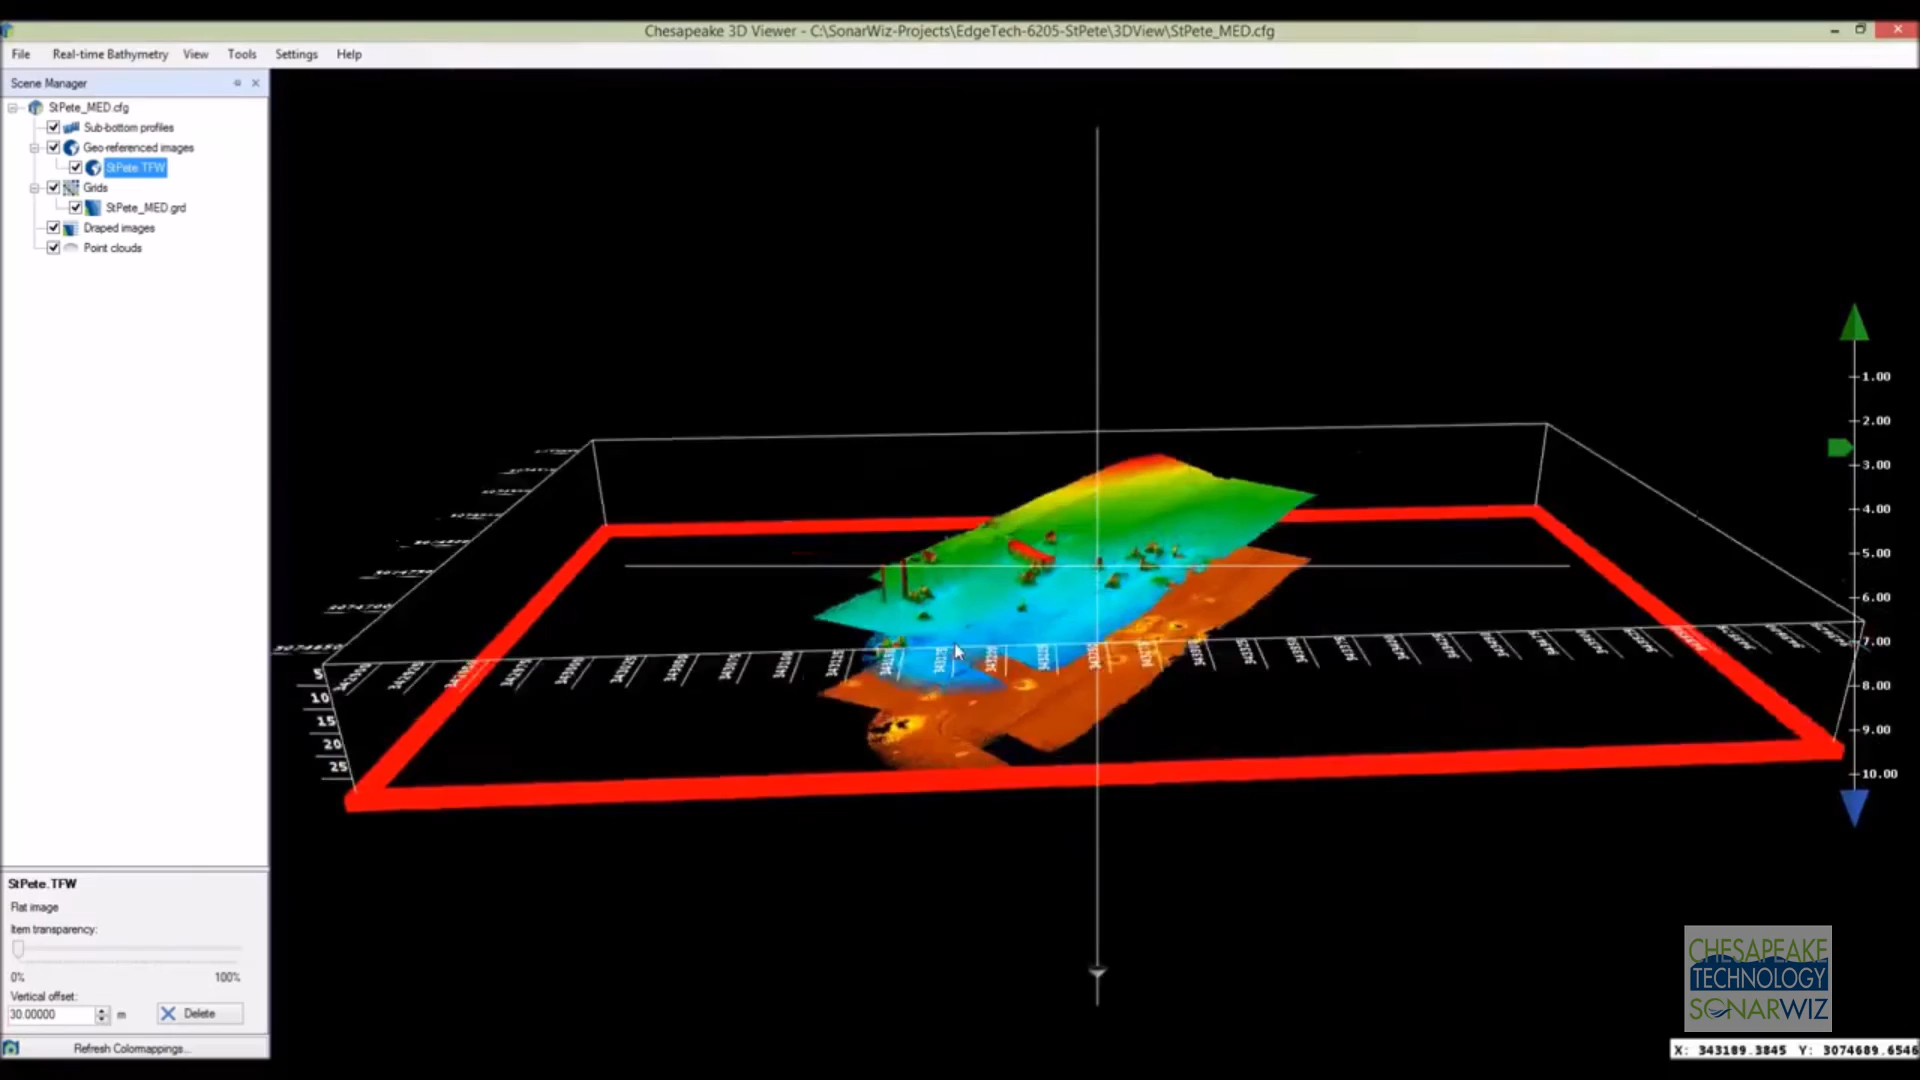 Chesapeake 3D Viewer - C:\SonarWiz-Projects\EdgeTech-6205-StPete\3DView\StPete_MED.cfg
File Real-time Bathymetry View Tools Settings Help
Scene Manager
StPete_MED.cfg
Sub-bottom profiles
Geo-referenced images
StPete.TFW
Grids
StPete_MED.grd
Draped images
Point clouds
1.00
2.00
3.00
4.00
5.00
6.00
7.00
8.00
9.00
10.00
5
10
15
20
25
StPete.TFW
Flat image
Item transparency:
0% 100%
Vertical offset:
30.00000 m Delete
Refresh Colormappings...
CHESAPEAKE
TECHNOLOGY
SONARWIZ
X: 343189.3845 Y: 3074689.6546